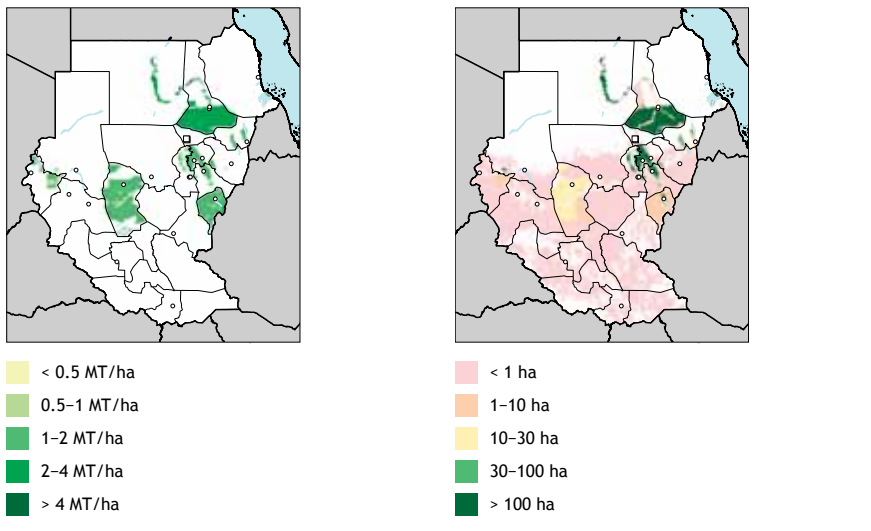 < 0.5 MT/ha
0.5–1 MT/ha
1–2 MT/ha
2–4 MT/ha
> 4 MT/ha
< 1 ha
1–10 ha
10–30 ha
30–100 ha
> 100 ha